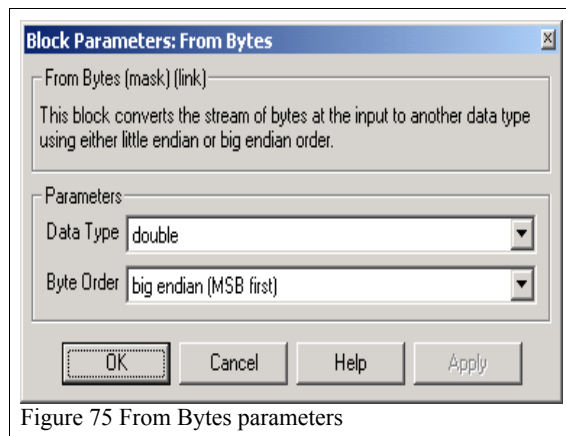 Block Parameters: From Bytes
From Bytes (mask) (link)
This block converts the stream of bytes at the input to another data type
using either little endian or big endian order.
Parameters
Data Type double
Byte Order big endian (MSB first)
OK Cancel Help Apply
Figure 75 From Bytes parameters